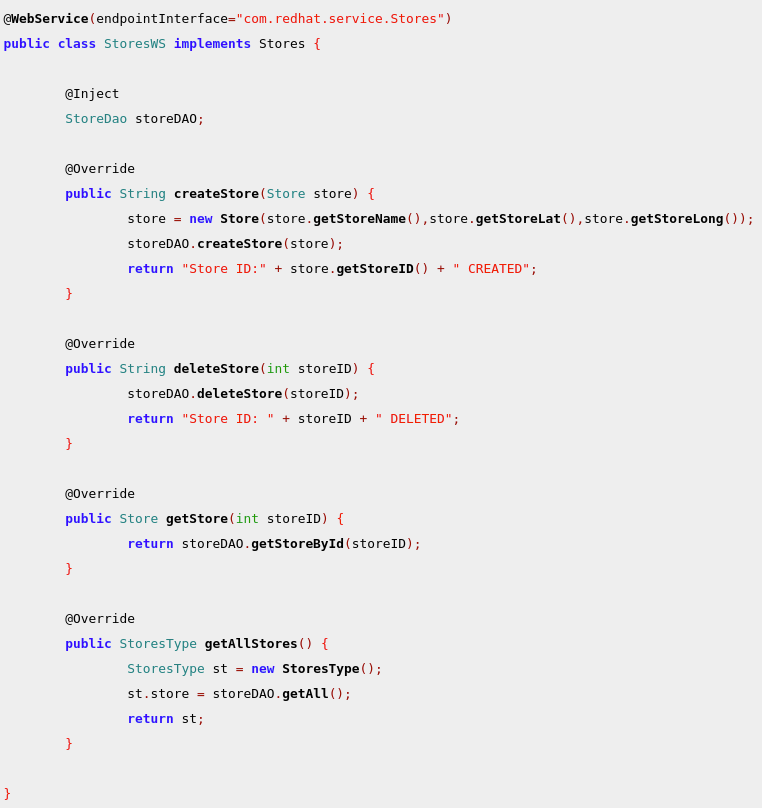 @WebService(endpointInterface="com.redhat.service.Stores")
public class StoresWS implements Stores {
@Inject
StoreDao storeDAO;
@Override
public String createStore(Store store) {
store = new Store(store.getStoreName(),store.getStoreLat(),store.getStoreLong());
storeDAO.createStore(store);
return "Store ID:" + store.getStoreID() + " CREATED";
}
@Override
public String deleteStore(int storeID) {
storeDAO.deleteStore(storeID);
return "Store ID: " + storeID + " DELETED";
}
@Override
public Store getStore(int storeID) {
return storeDAO.getStoreById(storeID);
}
@Override
public StoresType getAllStores() {
StoresType st = new StoresType();
st.store = storeDAO.getAll();
return st;
}
}